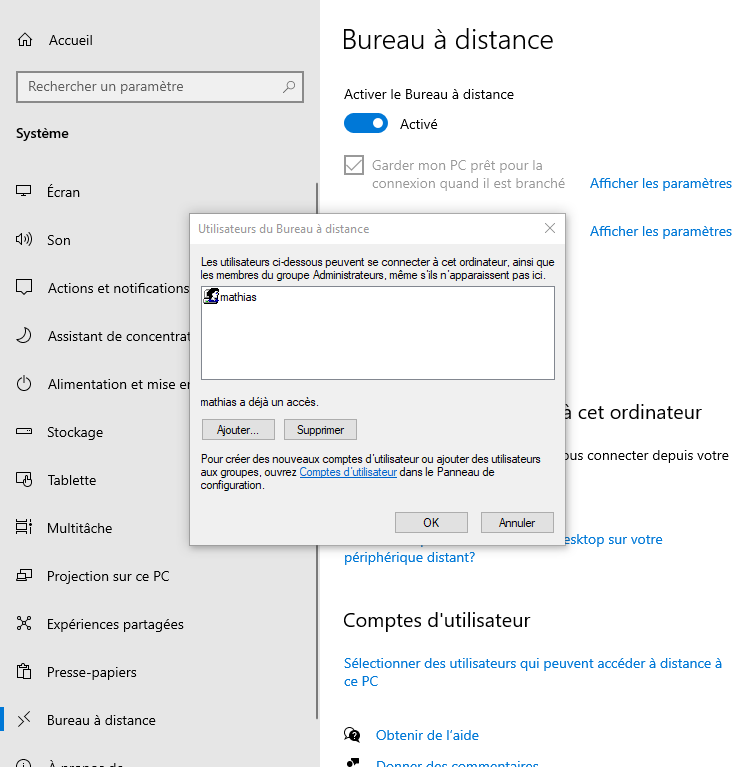 Accueil
Rechercher un paramètre
Système
Écran
Son
Actions et notifications
Assistant de concentrat
Alimentation et mise e
Stockage
Tablette
Multitâche
Projection sur ce PC
Expériences partagées
Presse-papiers
Bureau à distance
Bureau à distance
Activer le Bureau à distance
Activé
Garder mon PC prêt pour la
connexion quand il est branché
Afficher les paramètres
Afficher les paramètres
Utilisateurs du Bureau à distance
Les utilisateurs ci-dessous peuvent se connecter à cet ordinateur, ainsi que
les membres du groupe Administrateurs, même s'ils n'apparaissent pas ici.
mathias
mathias a déjà un accès.
Ajouter...
Supprimer
Pour créer des nouveaux comptes d'utilisateur ou ajouter des utilisateurs
aux groupes, ouvrez Comptes d'utilisateur dans le Panneau de
configuration.
OK
Annuler
à cet ordinateur
ous connecter depuis votre
esktop sur votre
périphérique distant?
Comptes d'utilisateur
Sélectionner des utilisateurs qui peuvent accéder à distance à
ce PC
Obtenir de l'aide
Donner des commentaires